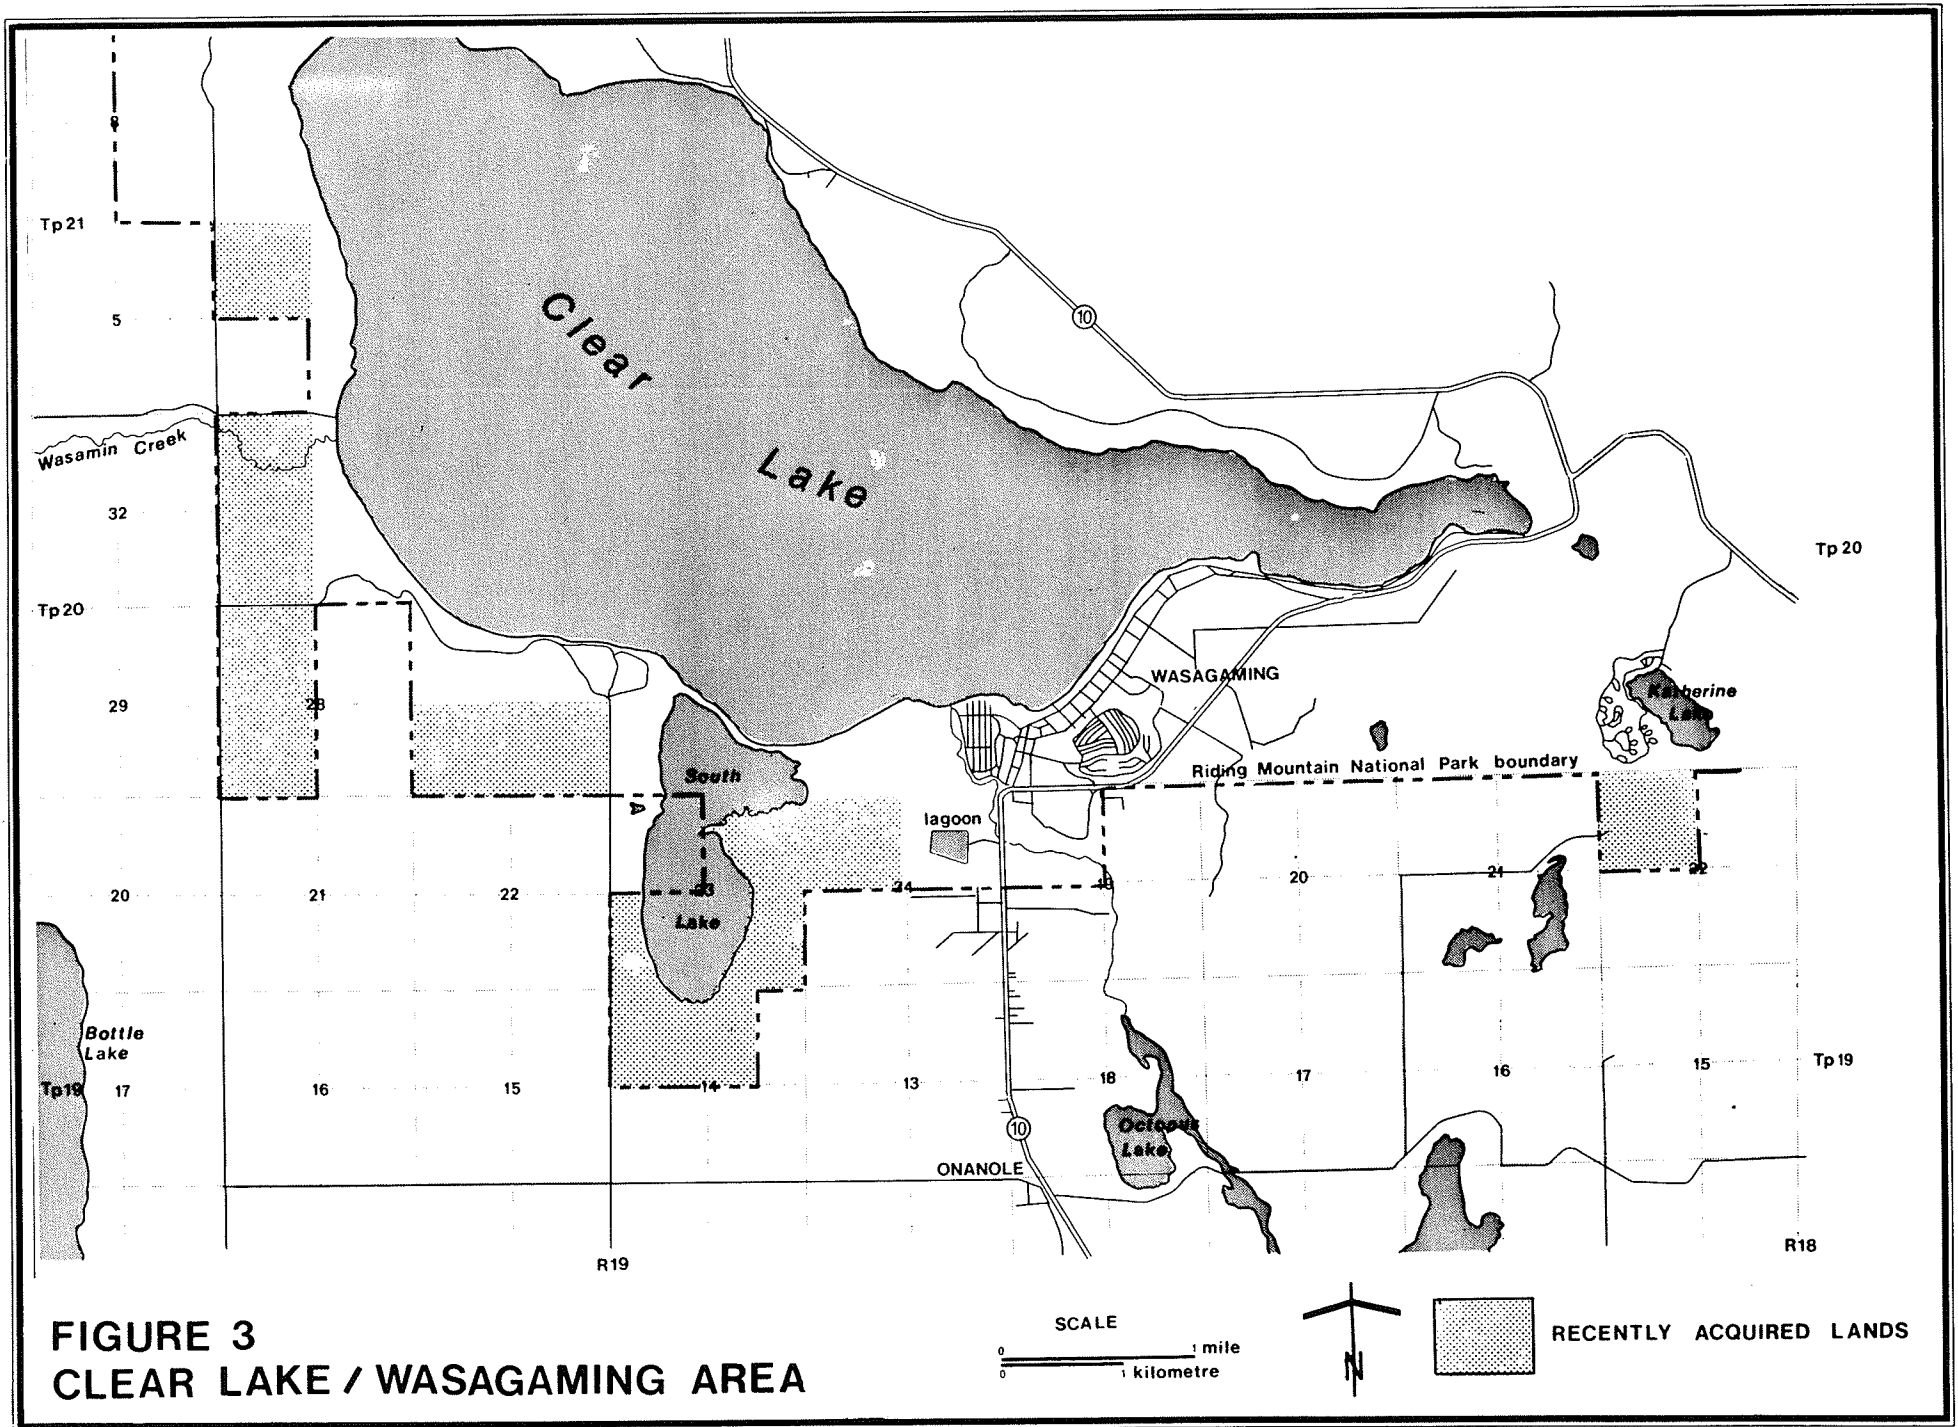 8
Tp 21
5
Clear
Lake
10
Wasamin Creek
32
Tp 20
Tp 20
29
28
WASAGAMING
Katherine
Lake
South
Riding Mountain National Park boundary
A
lagoon
20
21
22
23
24
19
20
21
22
Lake
Bottle
Lake
Tp 19
17
16
15
14
13
18
17
16
15
Tp 19
10
Octopus
Lake
ONANOLE
R19
R18
FIGURE 3
CLEAR LAKE / WASAGAMING AREA
SCALE
0 1 mile
0 1 kilometre
N
RECENTLY ACQUIRED LANDS